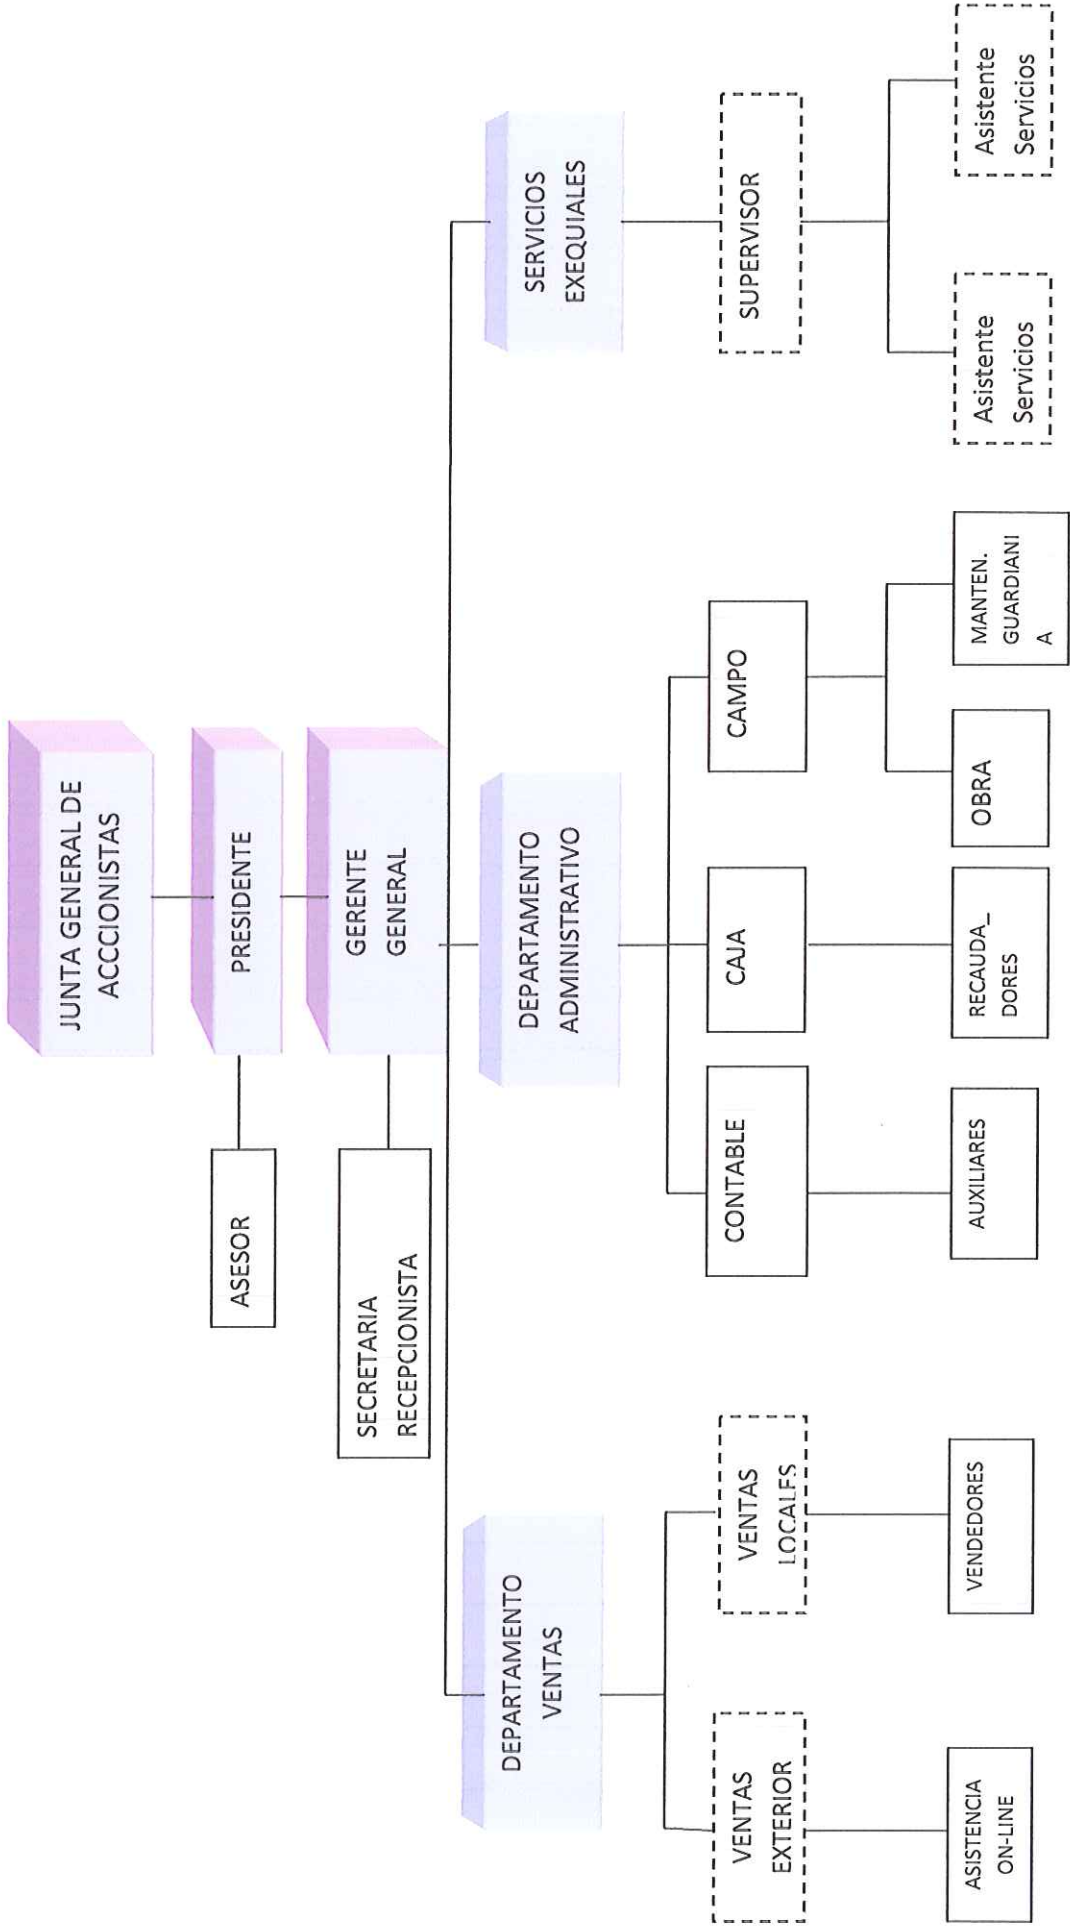 JUNTA GENERAL DE
ACCCIONISTAS
PRESIDENTE
ASESOR
GERENTE
GENERAL
SECRETARIA
RECEPCIONISTA
DEPARTAMENTO
VENTAS
DEPARTAMENTO
ADMINISTRATIVO
SERVICIOS
EXEQUIALES
VENTAS
EXTERIOR
VENTAS
LOCALES
CONTABLE
CAJA
CAMPO
SUPERVISOR
ASISTENCIA
ON-LINE
VENDEDORES
AUXILIARES
RECAUDA_
DORES
OBRA
MANTEN.
GUARDIANI
A
Asistente
Servicios
Asistente
Servicios